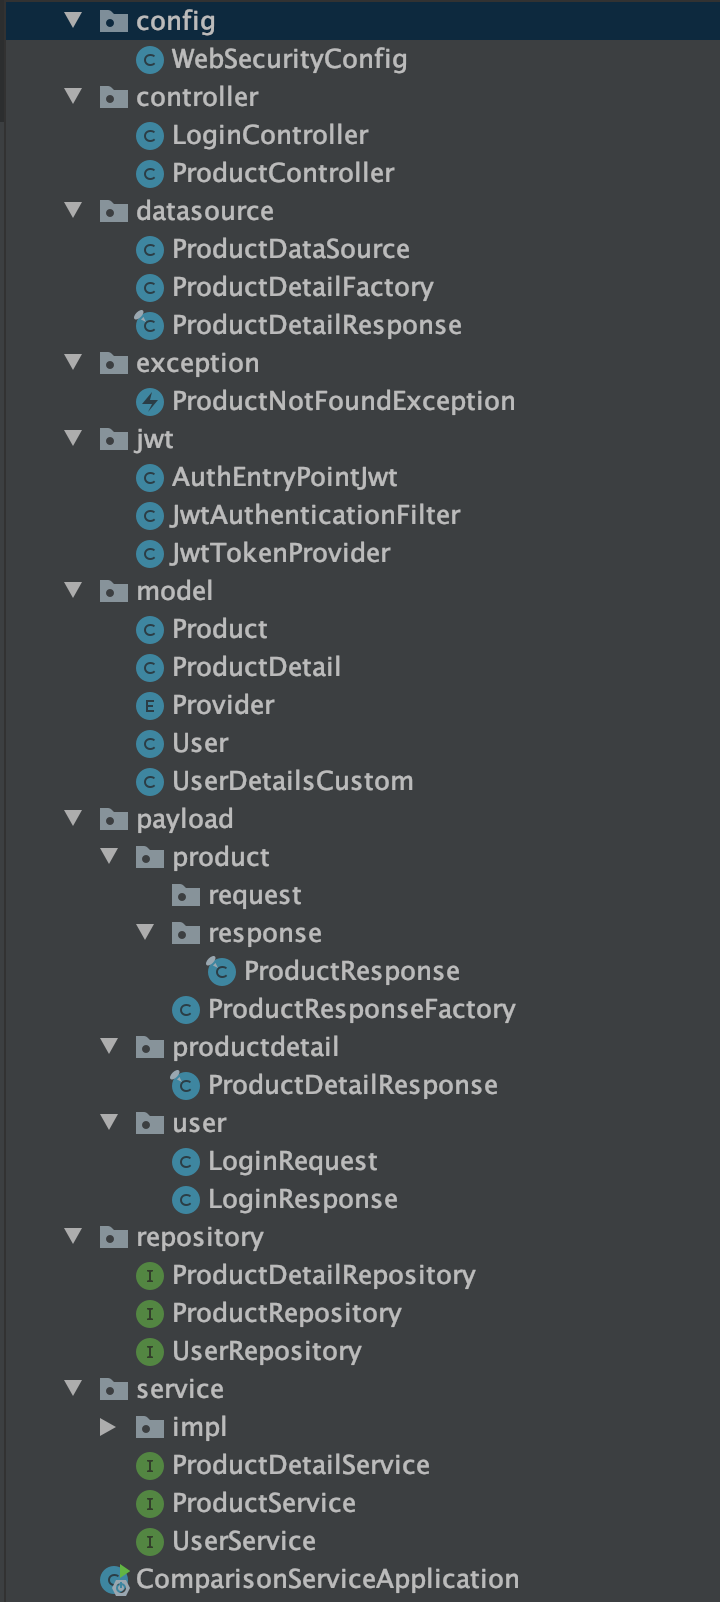 config
WebSecurityConfig
controller
LoginController
ProductController
datasource
ProductDataSource
ProductDetailFactory
ProductDetailResponse
exception
ProductNotFoundException
jwt
AuthEntryPointJwt
JwtAuthenticationFilter
JwtTokenProvider
model
Product
ProductDetail
Provider
User
UserDetailsCustom
payload
product
request
response
ProductResponse
ProductResponseFactory
productdetail
ProductDetailResponse
user
LoginRequest
LoginResponse
repository
ProductDetailRepository
ProductRepository
UserRepository
service
impl
ProductDetailService
ProductService
UserService
ComparisonServiceApplication